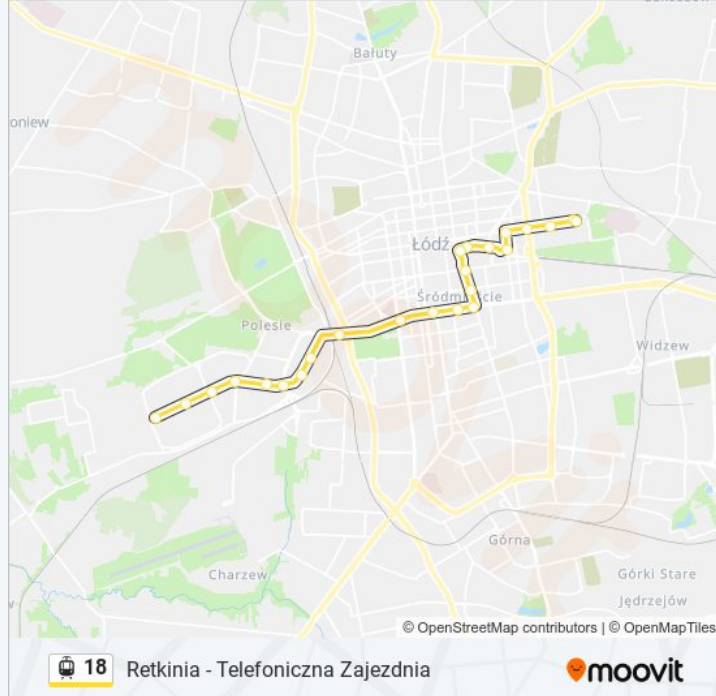 Bałuty
oniew
Łódź
Śródmieście
Polesie
Widzew
Górna
Charzew
Górki Stare
Jędrzejów
w
© OpenStreetMap contributors | © OpenMapTiles
18 Retkinia - Telefoniczna Zajezdnia
moovit